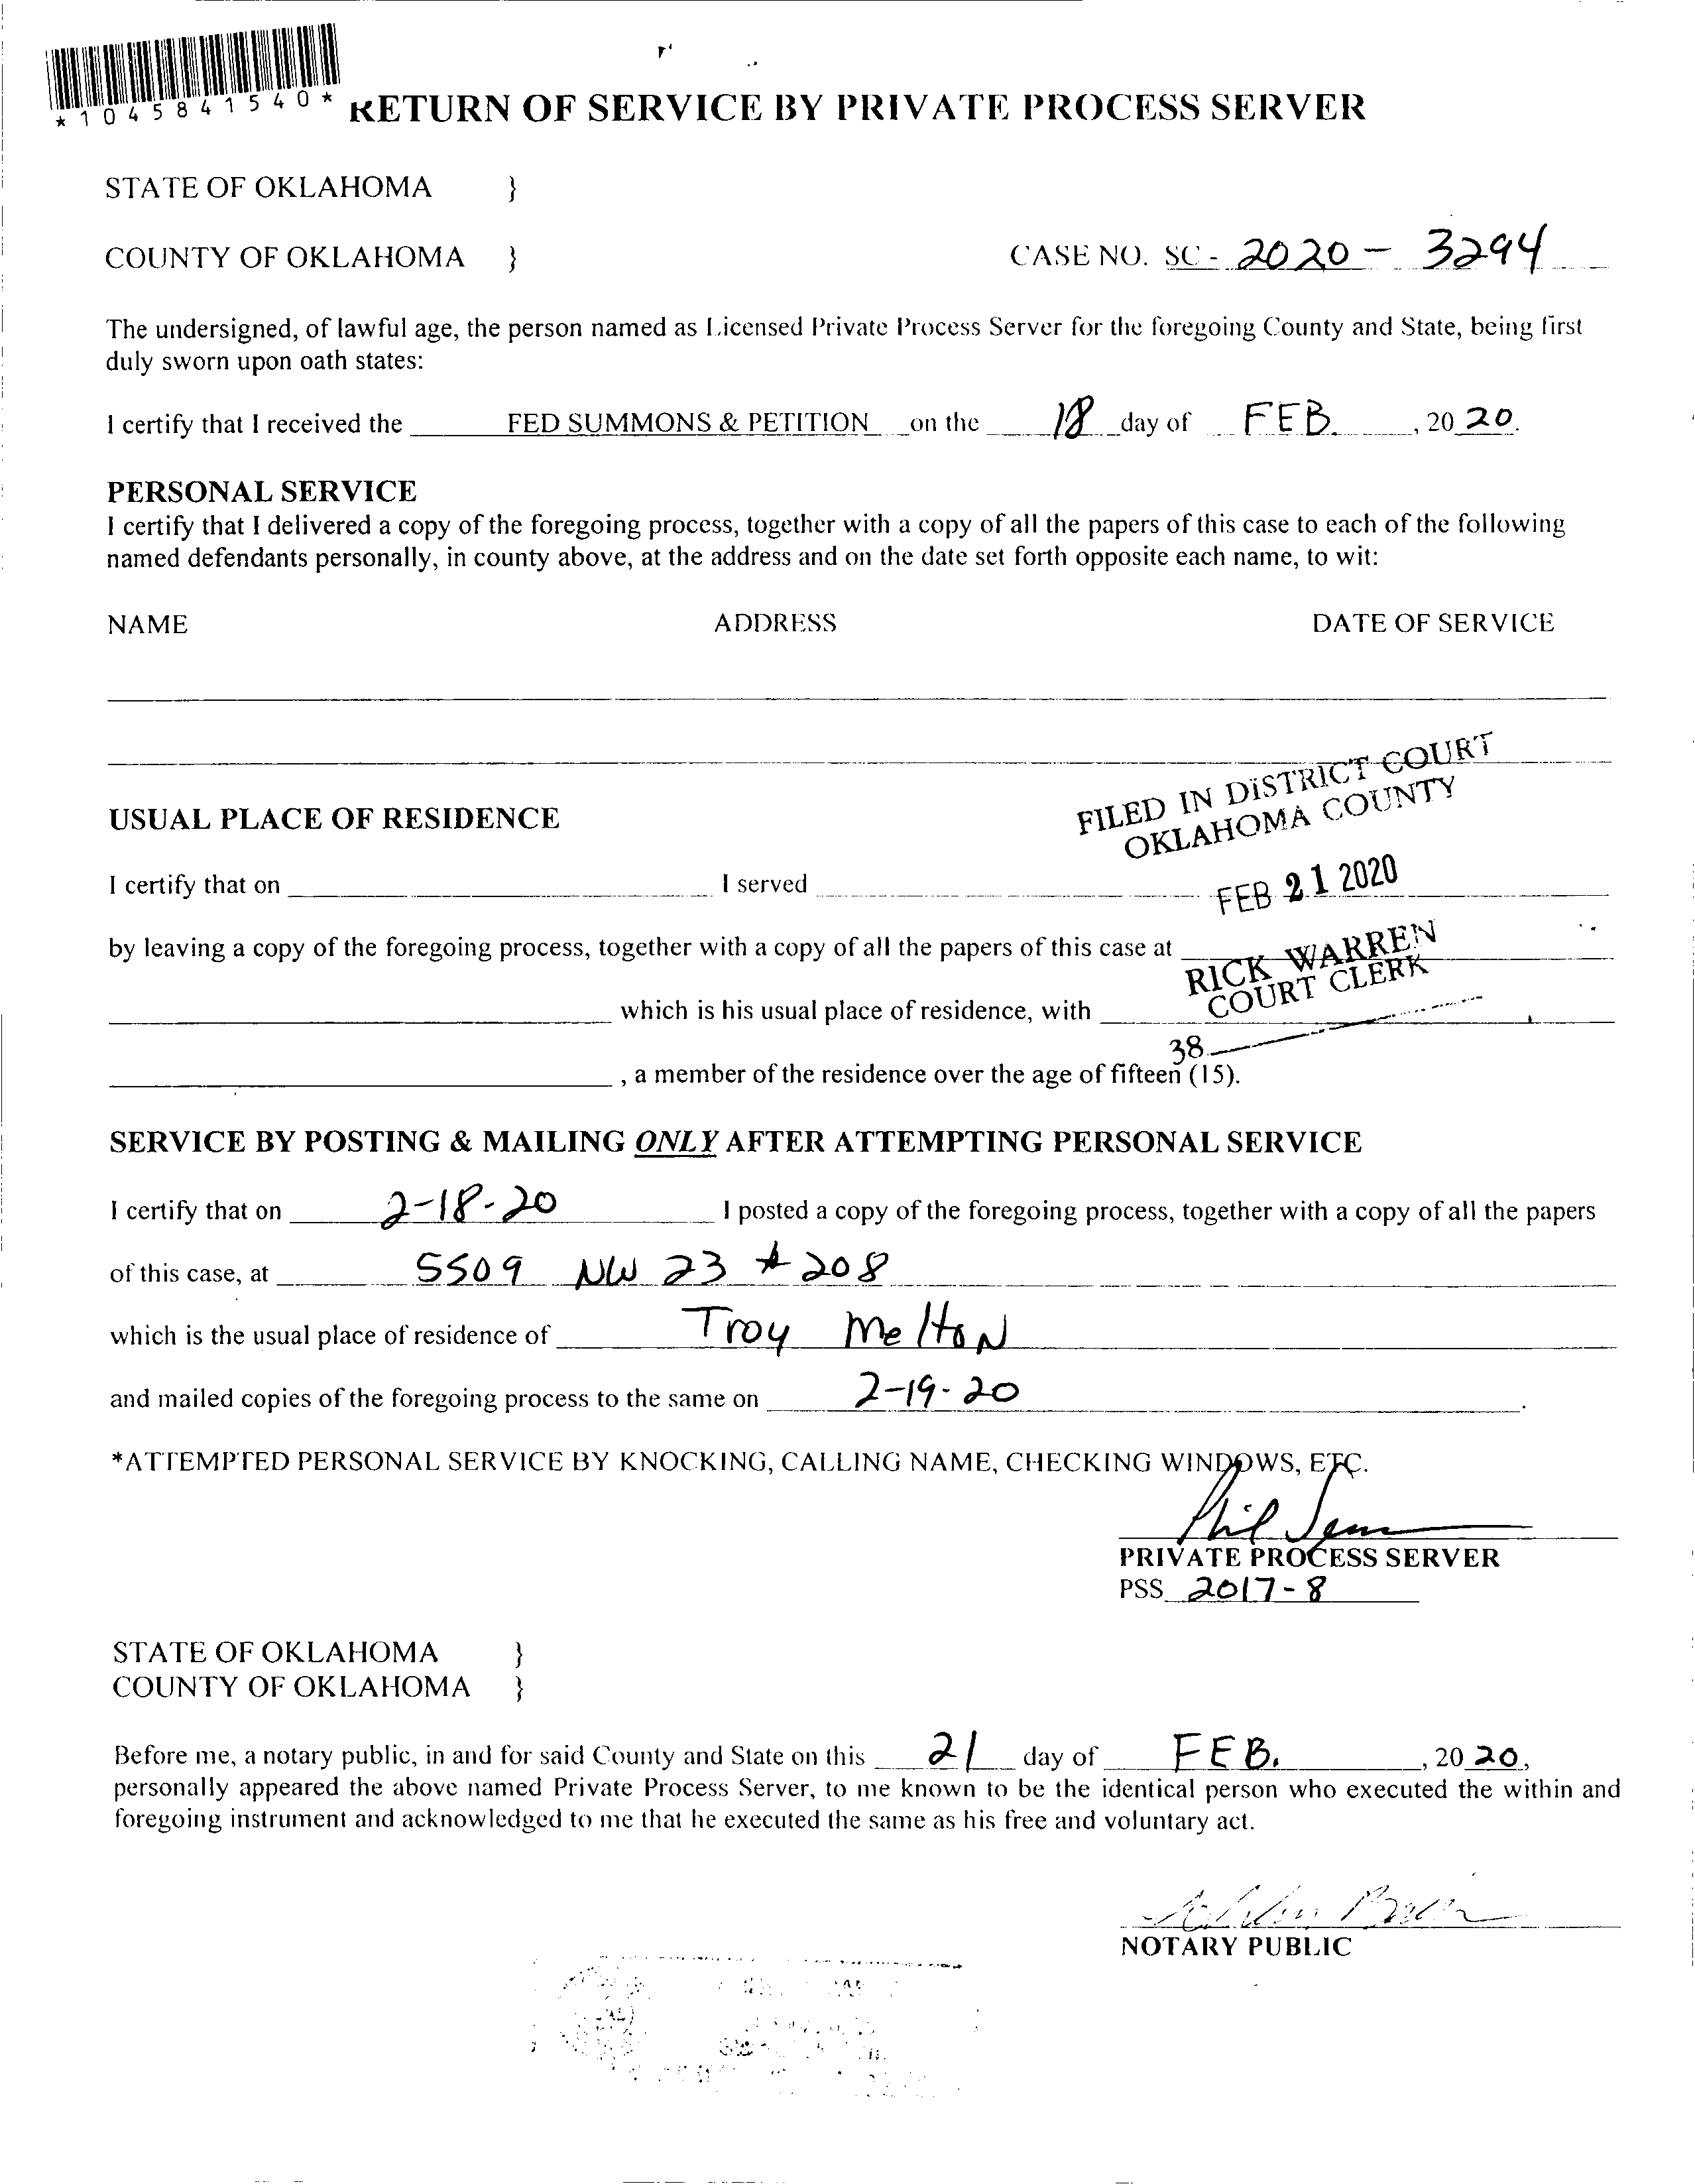 *1045841540*
RETURN OF SERVICE BY PRIVATE PROCESS SERVER
STATE OF OKLAHOMA }
COUNTY OF OKLAHOMA } CASE NO. SC - 2020 - 3294
The undersigned, of lawful age, the person named as Licensed Private Process Server for the foregoing County and State, being first
duly sworn upon oath states:
I certify that I received the FED SUMMONS & PETITION on the 18 day of FEB. , 20 20.
PERSONAL SERVICE
I certify that I delivered a copy of the foregoing process, together with a copy of all the papers of this case to each of the following
named defendants personally, in county above, at the address and on the date set forth opposite each name, to wit:
NAME ADDRESS DATE OF SERVICE
FILED IN DISTRICT COURT
OKLAHOMA COUNTY
USUAL PLACE OF RESIDENCE
I certify that on I served
FEB 21 2020
by leaving a copy of the foregoing process, together with a copy of all the papers of this case at
RICK WARREN
COURT CLERK
which is his usual place of residence, with
38
, a member of the residence over the age of fifteen (15).
SERVICE BY POSTING & MAILING ONLY AFTER ATTEMPTING PERSONAL SERVICE
I certify that on 2-18-20 I posted a copy of the foregoing process, together with a copy of all the papers
of this case, at 5509 NW 23 # 208
which is the usual place of residence of Troy Melton
and mailed copies of the foregoing process to the same on 2-19-20.
*ATTEMPTED PERSONAL SERVICE BY KNOCKING, CALLING NAME, CHECKING WINDOWS, ETC.
Phil
PRIVATE PROCESS SERVER
PSS 2017-8
STATE OF OKLAHOMA }
COUNTY OF OKLAHOMA }
Before me, a notary public, in and for said County and State on this 21 day of FEB. , 20 20,
personally appeared the above named Private Process Server, to me known to be the identical person who executed the within and
foregoing instrument and acknowledged to me that he executed the same as his free and voluntary act.
NOTARY PUBLIC